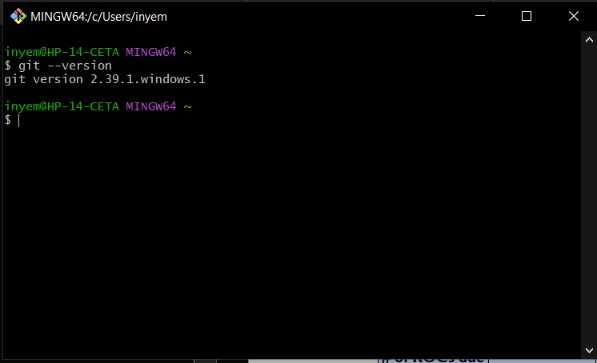 MINGW64:/c/Users/inyem
inyem@HP-14-CETA MINGW64 ~
$ git --version
git version 2.39.1.windows.1
inyem@HP-14-CETA MINGW64 ~
$